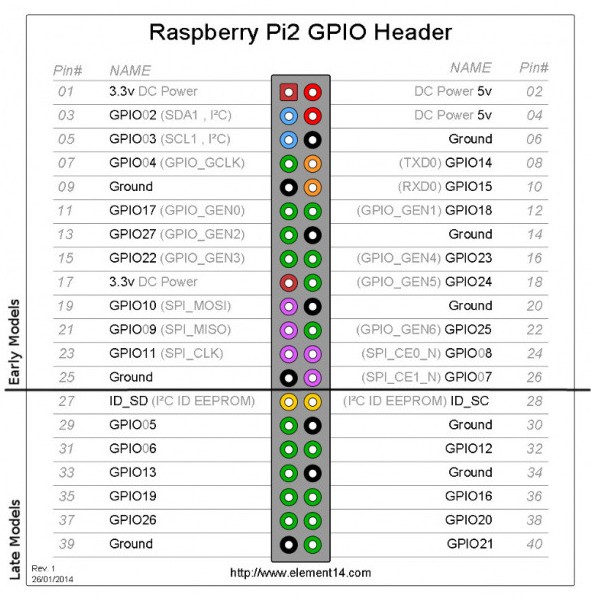 Raspberry Pi2 GPIO Header
Pin# NAME NAME Pin#
01 3.3v DC Power DC Power 5v 02
03 GPIO02 (SDA1 , I²C) DC Power 5v 04
05 GPIO03 (SCL1 , I²C) Ground 06
07 GPIO04 (GPIO_GCLK) (TXD0) GPIO14 08
09 Ground (RXD0) GPIO15 10
11 GPIO17 (GPIO_GEN0) (GPIO_GEN1) GPIO18 12
13 GPIO27 (GPIO_GEN2) Ground 14
15 GPIO22 (GPIO_GEN3) (GPIO_GEN4) GPIO23 16
17 3.3v DC Power (GPIO_GEN5) GPIO24 18
19 GPIO10 (SPI_MOSI) Ground 20
21 GPIO09 (SPI_MISO) (GPIO_GEN6) GPIO25 22
23 GPIO11 (SPI_CLK) (SPI_CE0_N) GPIO08 24
25 Ground (SPI_CE1_N) GPIO07 26
Early Models
27 ID_SD (I²C ID EEPROM) (I²C ID EEPROM) ID_SC 28
29 GPIO05 Ground 30
31 GPIO06 GPIO12 32
33 GPIO13 Ground 34
35 GPIO19 GPIO16 36
37 GPIO26 GPIO20 38
39 Ground GPIO21 40
Late Models
Rev. 1
26/01/2014
http://www.element14.com